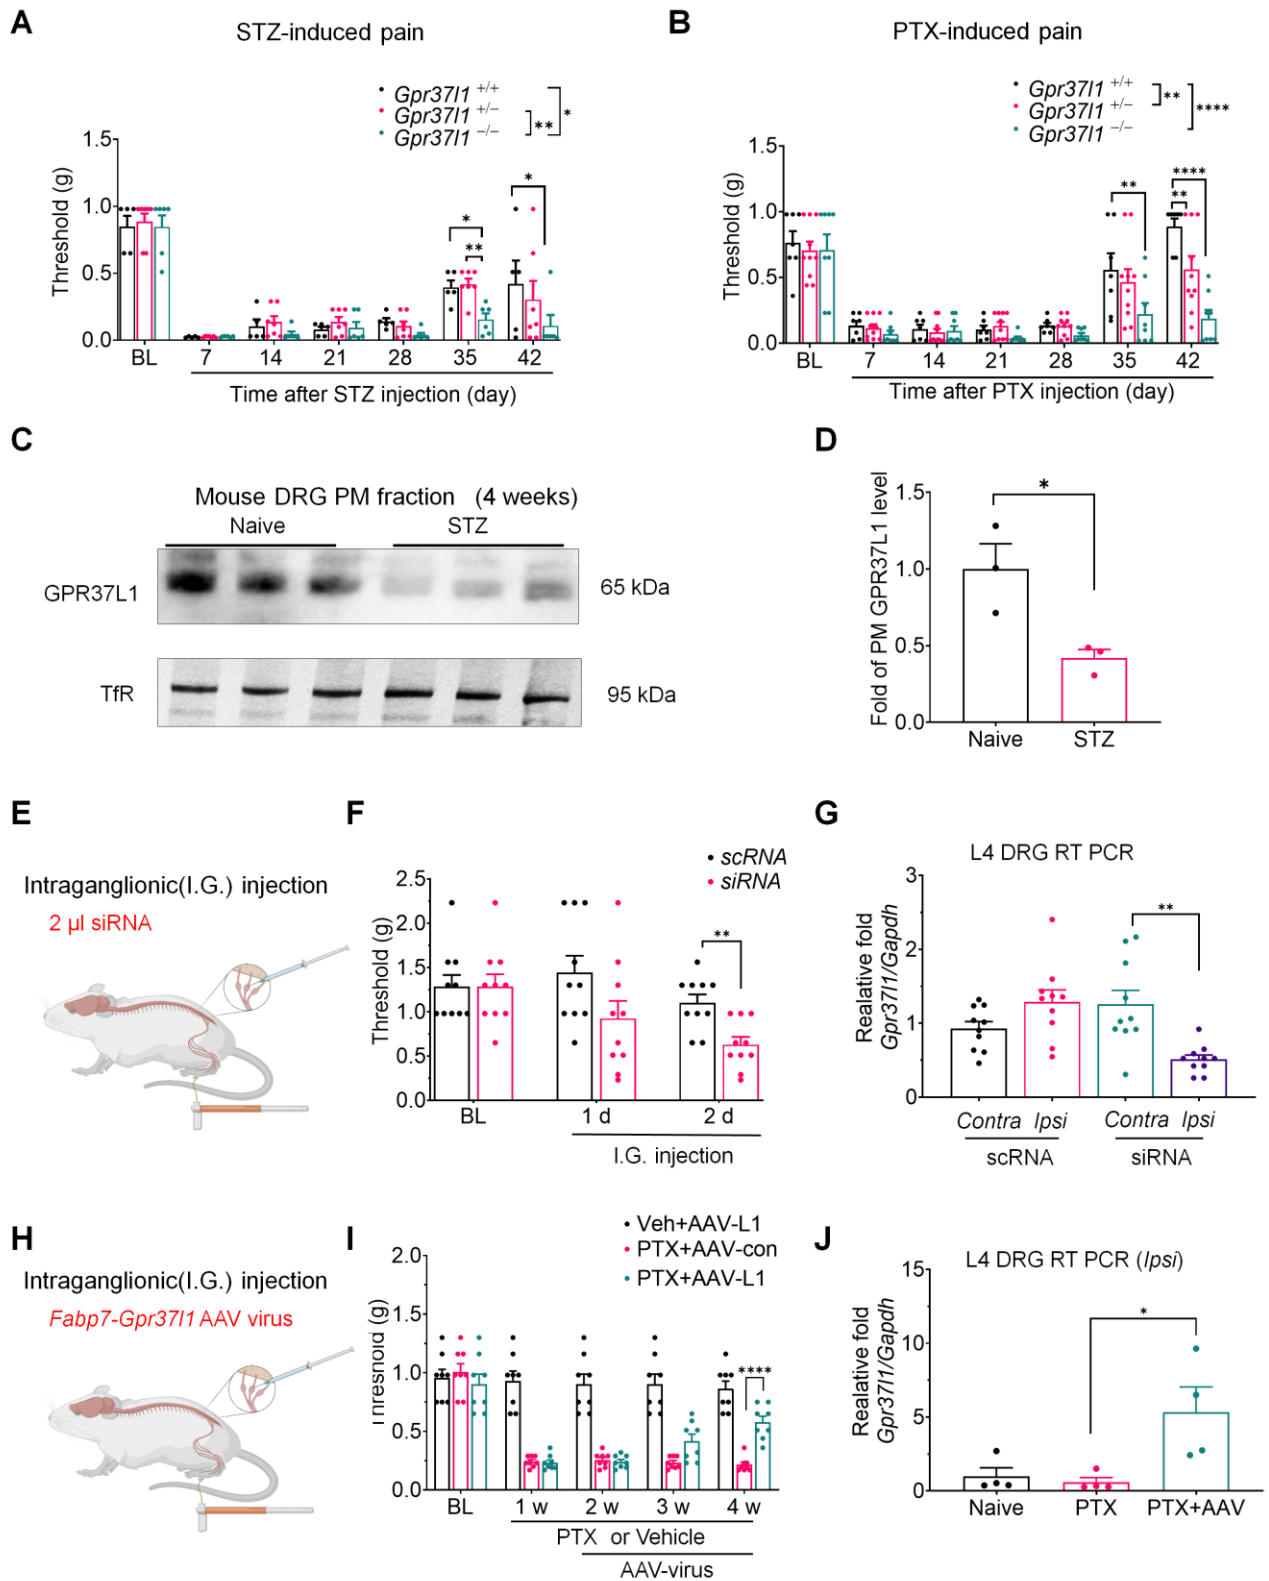 A
STZ-induced pain
Gpr37l1 +/+
Gpr37l1 +/−
Gpr37l1 −/−
*
**
1.5
1.0
0.5
0.0
Threshold (g)
*
**
*
BL 7 14 21 28 35 42
Time after STZ injection (day)
B
PTX-induced pain
Gpr37l1 +/+
Gpr37l1 +/−
Gpr37l1 −/−
**
****
1.5
1.0
0.5
0.0
Threshold (g)
**
****
**
BL 7 14 21 28 35 42
Time after PTX injection (day)
C
Mouse DRG PM fraction (4 weeks)
Naive STZ
GPR37L1 65 kDa
TfR 95 kDa
D
Fold of PM GPR37L1 level
1.5
1.0
0.5
0.0
*
Naive STZ
E
Intraganglionic(I.G.) injection
2 µl siRNA
F
scRNA
siRNA
Threshold (g)
2.5
2.0
1.5
1.0
0.5
0.0
**
BL 1 d 2 d
I.G. injection
G
L4 DRG RT PCR
Realative fold
Gpr37l1/Gapdh
3
2
1
0
**
Contra Ipsi Contra Ipsi
scRNA siRNA
H
Intraganglionic(I.G.) injection
Fabp7-Gpr37l1 AAV virus
I
Veh+AAV-L1
PTX+AAV-con
PTX+AAV-L1
Threshold (g)
2.0
1.5
1.0
0.5
0.0
****
BL 1 w 2 w 3 w 4 w
PTX or Vehicle
AAV-virus
J
L4 DRG RT PCR (Ipsi)
Realative fold
Gpr37l1/Gapdh
15
10
5
0
*
Naive PTX PTX+AAV